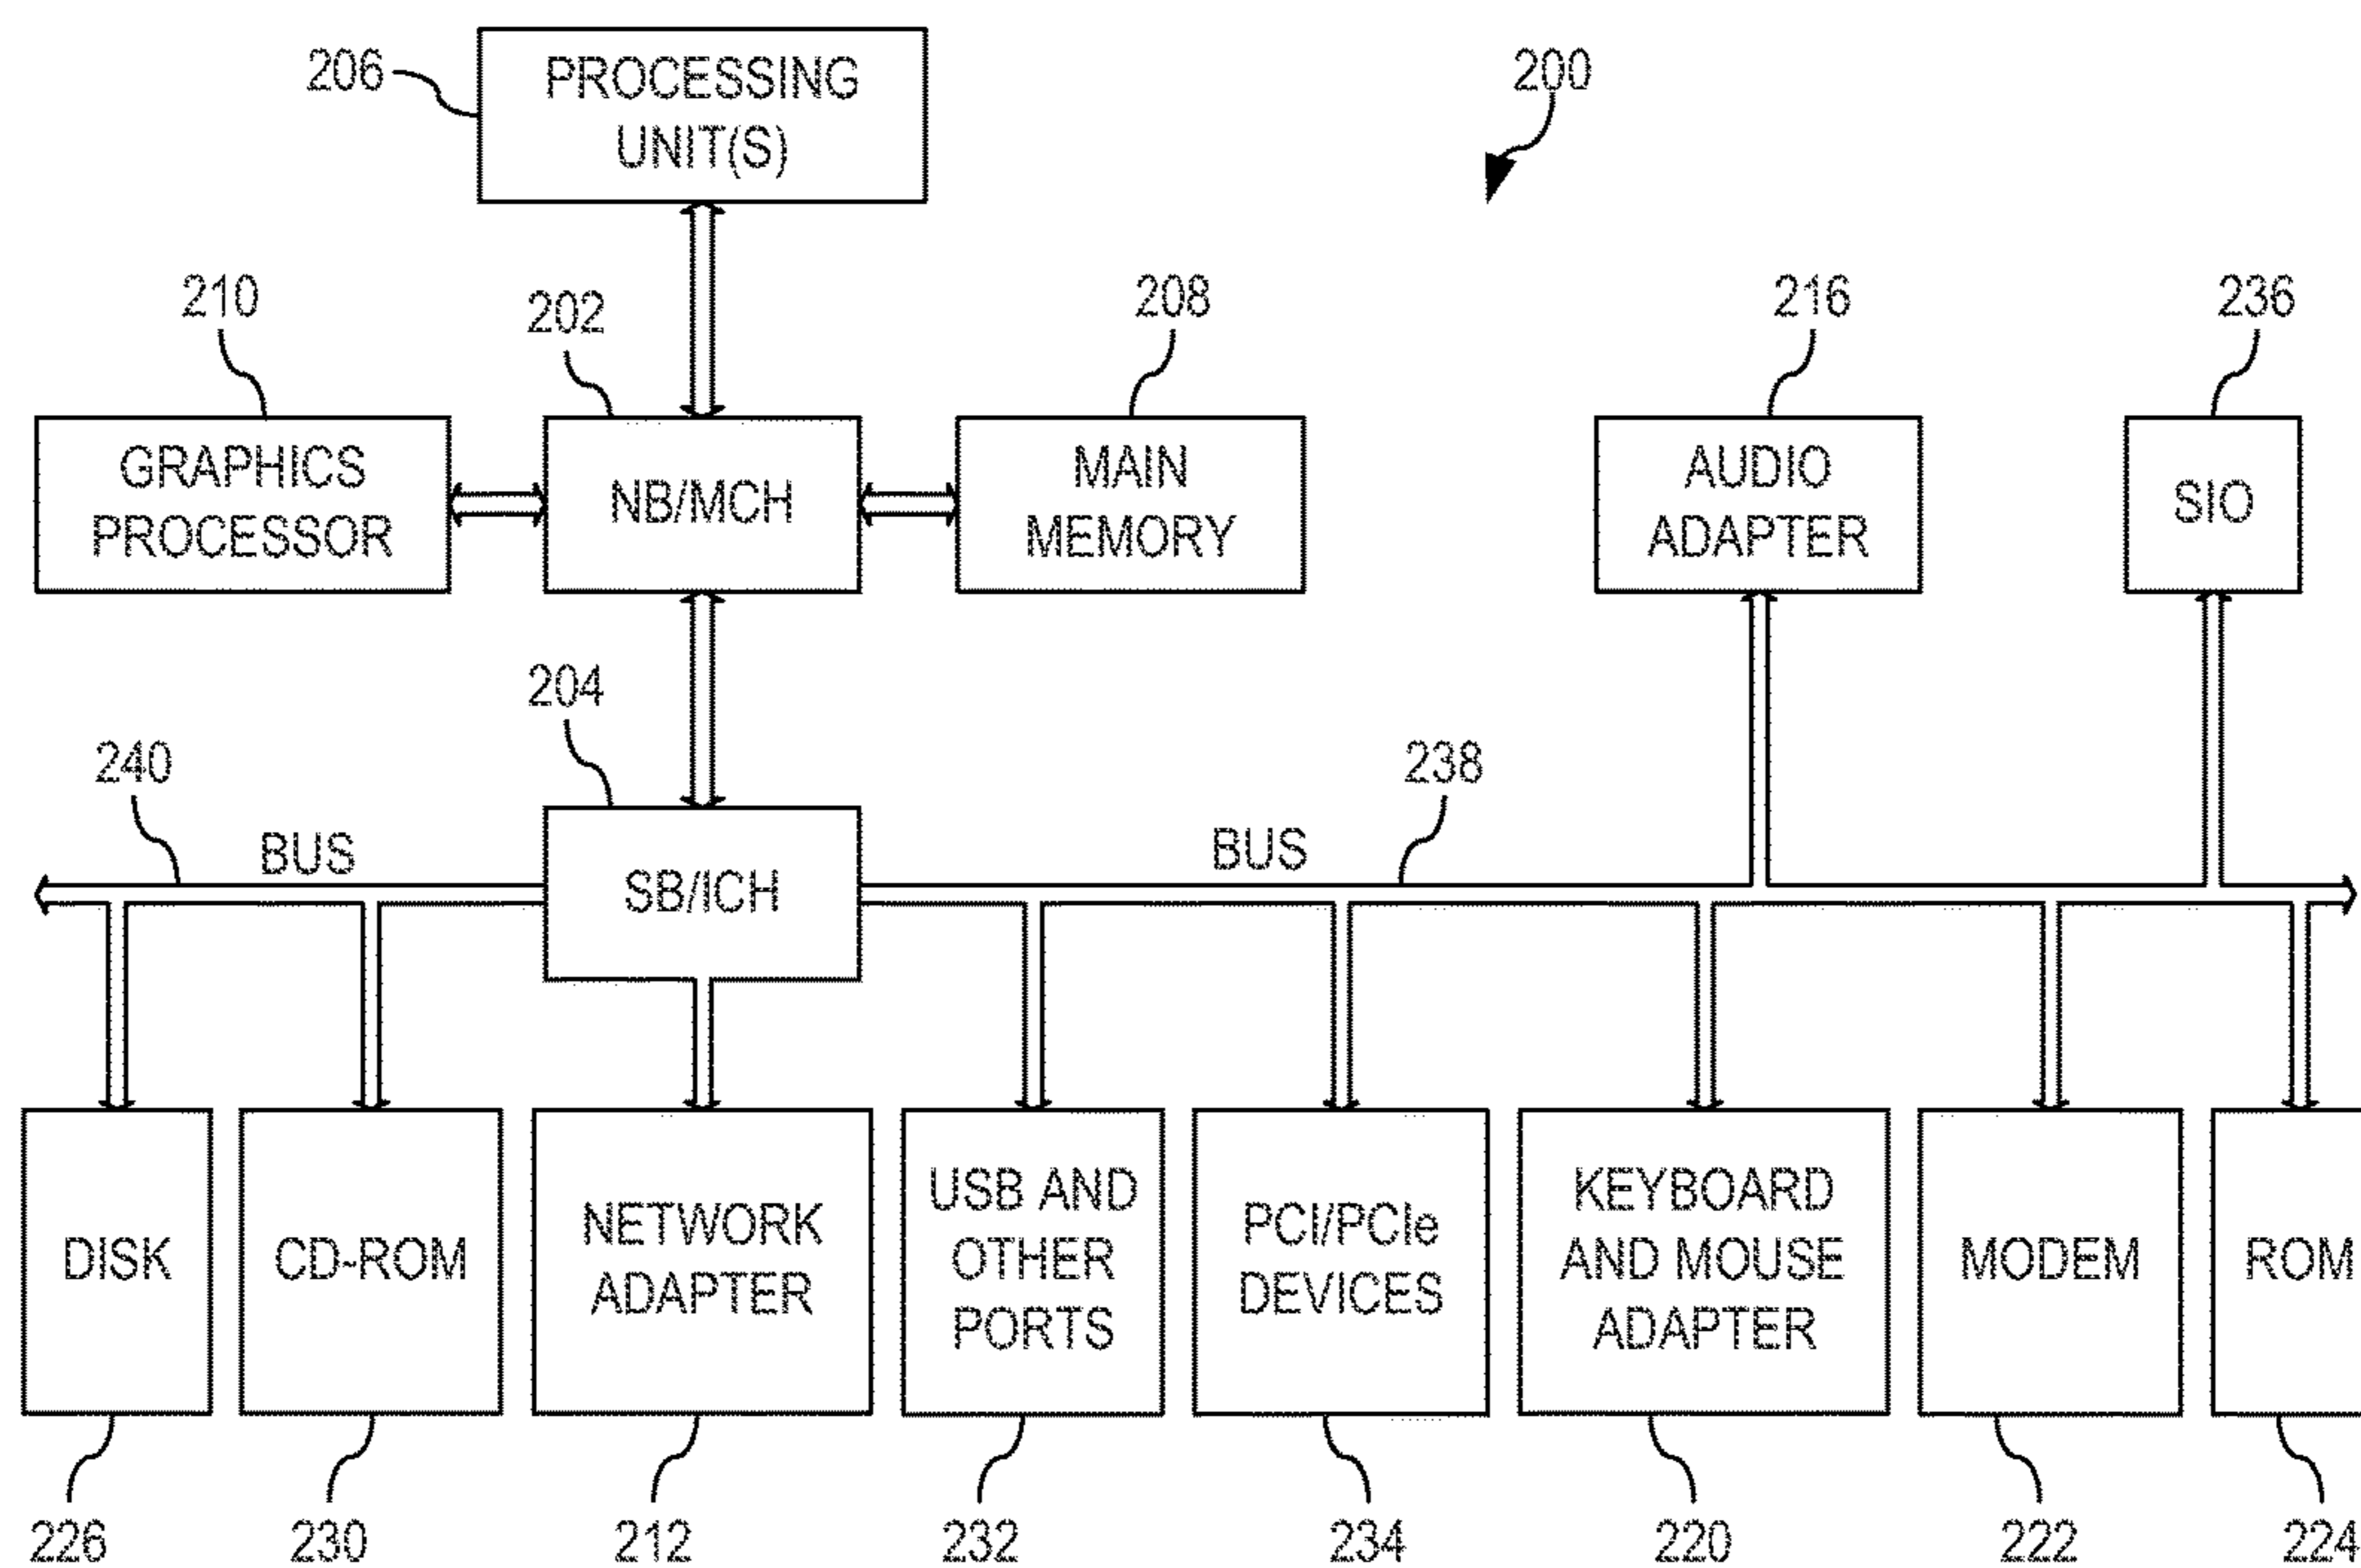 206
PROCESSING
UNIT(S)
200
210
202
208
216
236
GRAPHICS
PROCESSOR
NB/MCH
MAIN
MEMORY
AUDIO
ADAPTER
SIO
204
240
238
BUS
SB/ICH
BUS
DISK
CD-ROM
NETWORK
ADAPTER
USB AND
OTHER
PORTS
PCI/PCIe
DEVICES
KEYBOARD
AND MOUSE
ADAPTER
MODEM
ROM
226
230
212
232
234
220
222
224